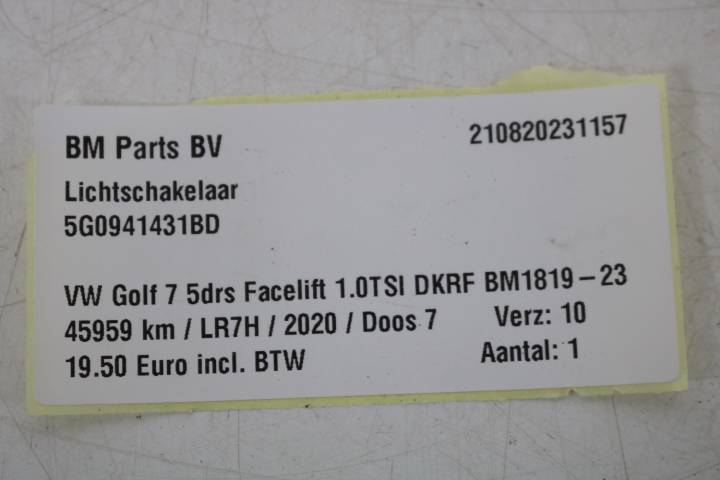 BM Parts BV 210820231157
Lichtschakelaar
5G0941431BD
VW Golf 7 5drs Facelift 1.0TSI DKRF BM1819-23
45959 km / LR7H / 2020 / Doos 7 Verz: 10
19.50 Euro incl. BTW Aantal: 1